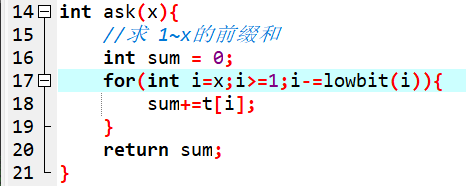 14 int ask(x){
15 //求 1~x的前缀和
16 int sum = 0;
17 for(int i=x;i>=1;i-=lowbit(i)){
18 sum+=t[i];
19 }
20 return sum;
21 }